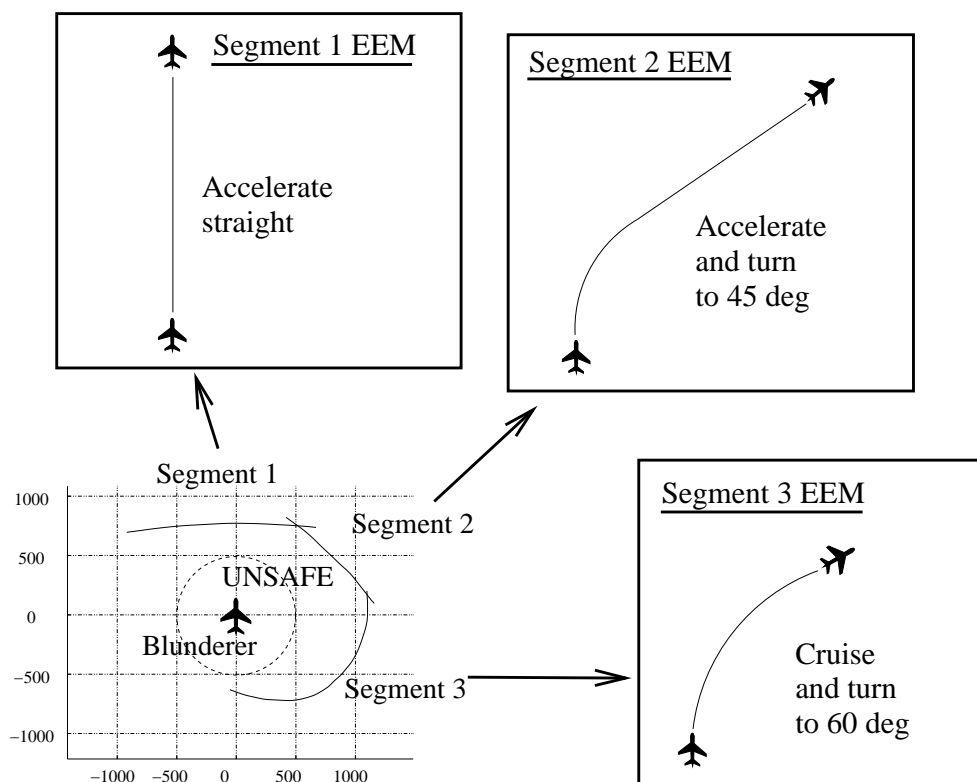 Segment 1 EEM
Accelerate
straight
Segment 2 EEM
Accelerate
and turn
to 45 deg
Segment 1
Segment 2
Segment 3
1000
500
0
−500
−1000
UNSAFE
Blunderer
−1000
−500
0
500
1000
Segment 3 EEM
Cruise
and turn
to 60 deg